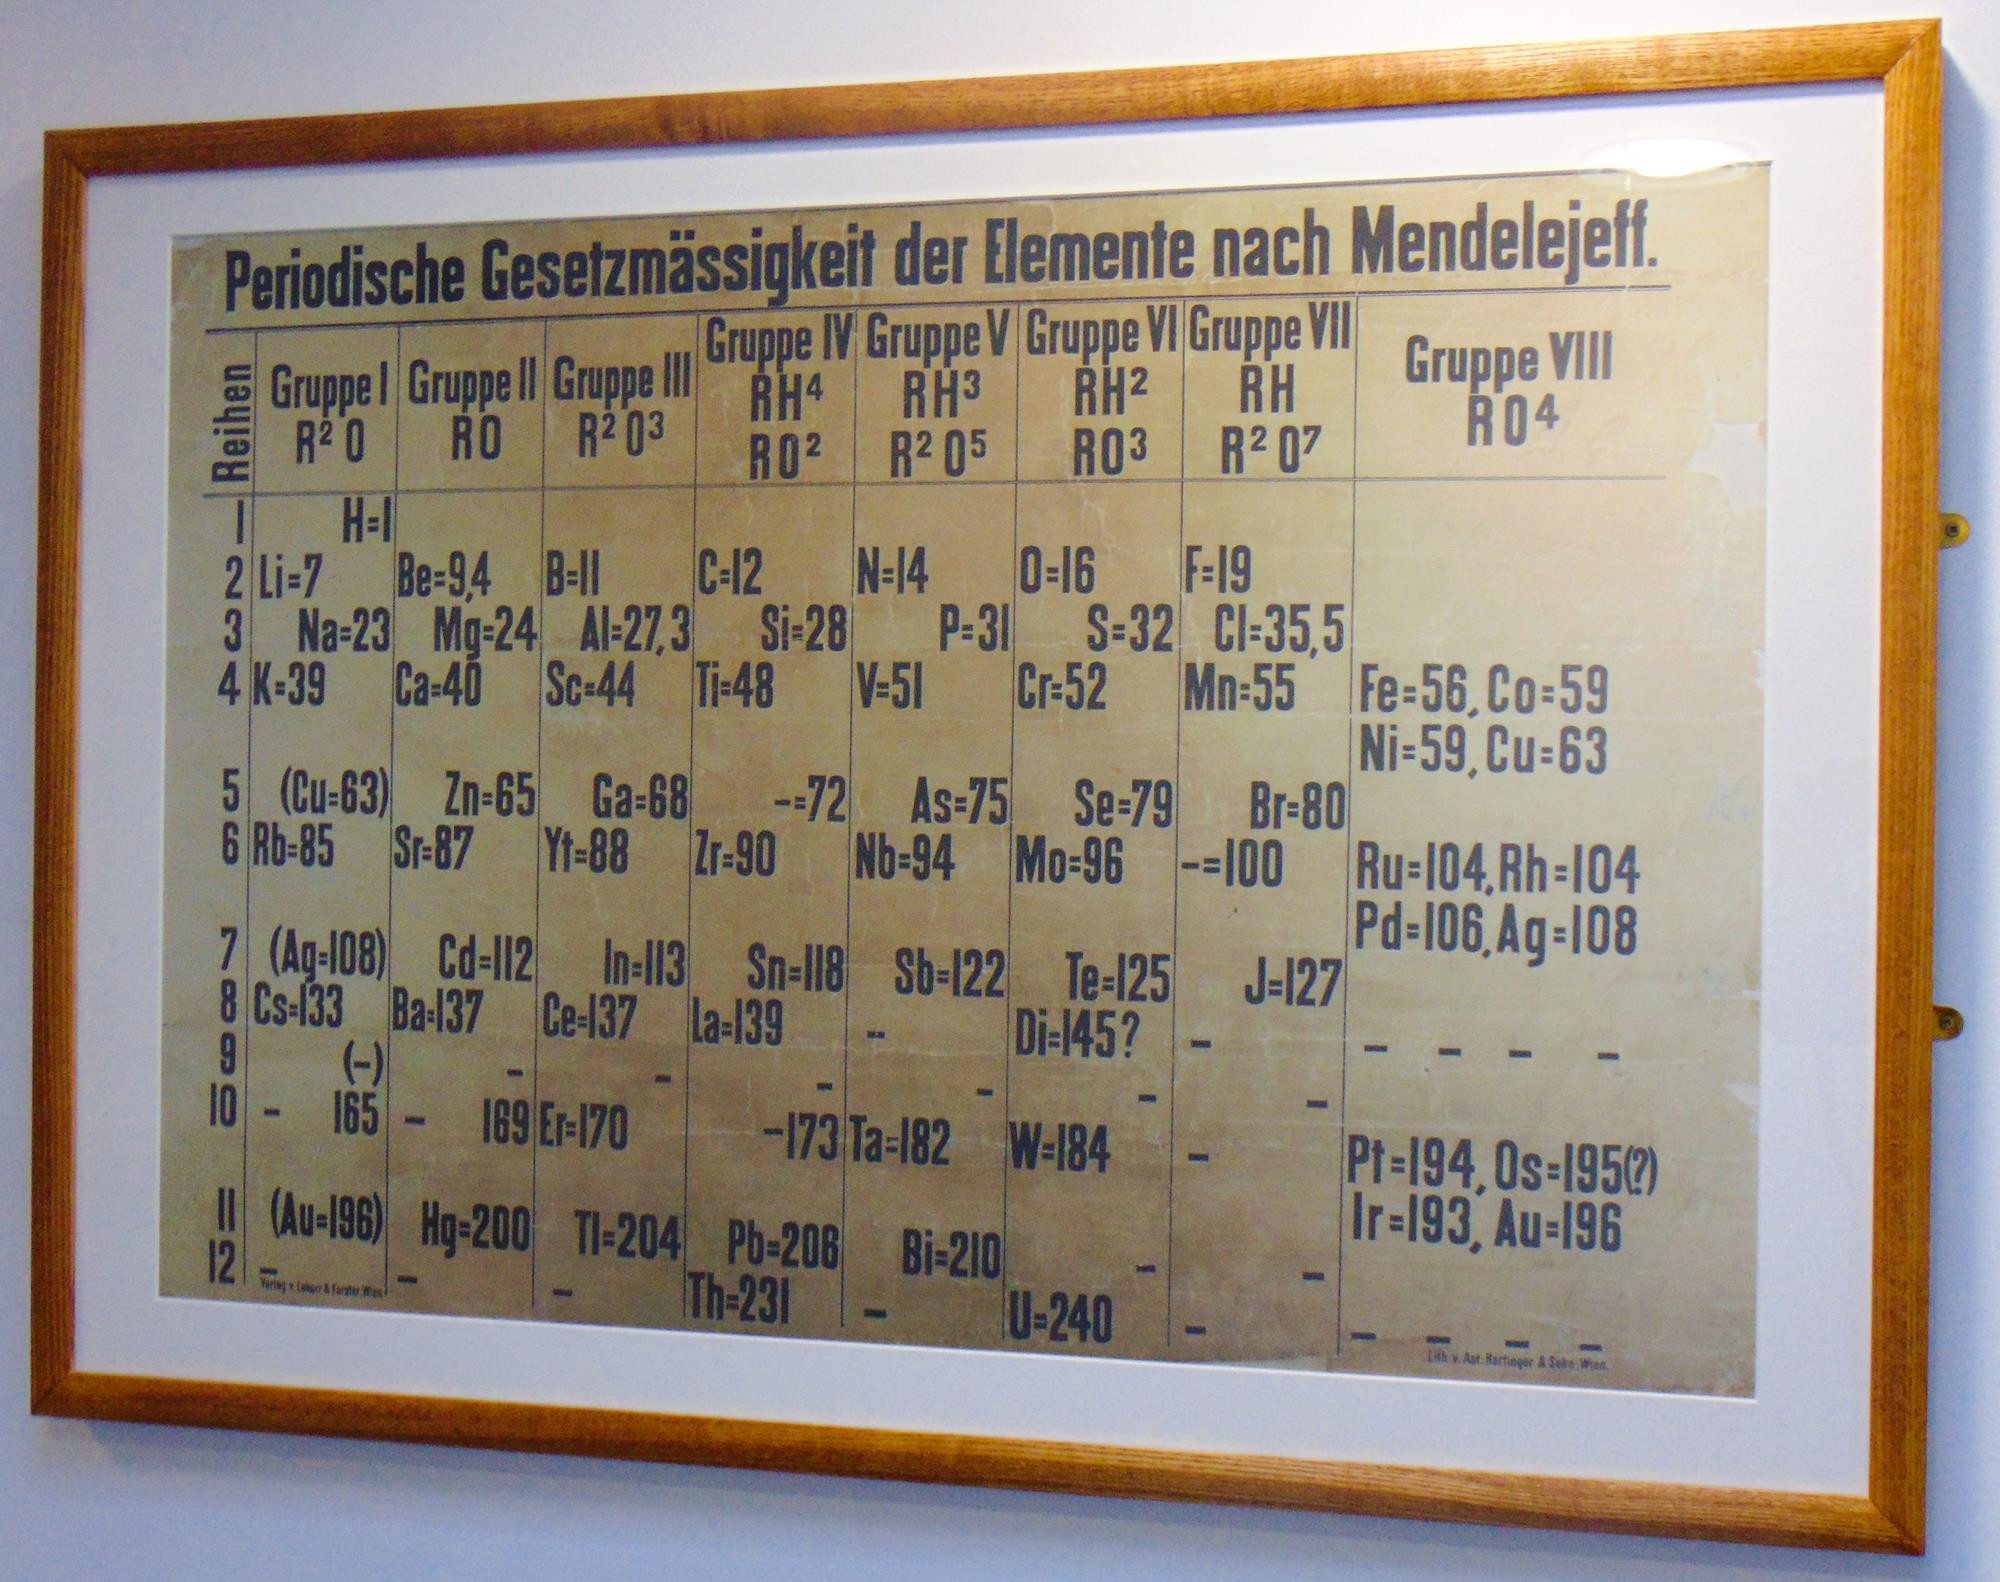 Periodische Gesetzmässigkeit der Elemente nach Mendelejeff.
Reihen Gruppe I Gruppe II Gruppe III Gruppe IV Gruppe V Gruppe VI Gruppe VII Gruppe VIII
RH⁴ RH³ RH² RH
R²O RO R²O³ RO² R²O⁵ RO³ R²O⁷ RO⁴
1 H=1
2 Li=7 Be=9,4 B=11 C=12 N=14 O=16 F=19
3 Na=23 Mg=24 Al=27,3 Si=28 P=31 S=32 Cl=35,5
4 K=39 Ca=40 Sc=44 Ti=48 V=51 Cr=52 Mn=55 Fe=56, Co=59
Ni=59, Cu=63
5 (Cu=63) Zn=65 Ga=68 -=72 As=75 Se=79 Br=80
6 Rb=85 Sr=87 Yt=88 Zr=90 Nb=94 Mo=96 -=100 Ru=104, Rh=104
Pd=106, Ag=108
7 (Ag=108) Cd=112 In=113 Sn=118 Sb=122 Te=125 J=127
8 Cs=133 Ba=137 Ce=137 La=139 - Di=145? - - - - -
9 (-) - - - - - -
10 - 165 - 169 Er=170 -173 Ta=182 W=184 - Pt=194, Os=195(?)
Ir=193, Au=196
11 (Au=196) Hg=200 Tl=204 Pb=206 Bi=210 - -
12 - - - Th=231 - U=240 - - - - -
Verlag v. & Wien.
Lith. v. Ant. Hartinger & Sohn, Wien.